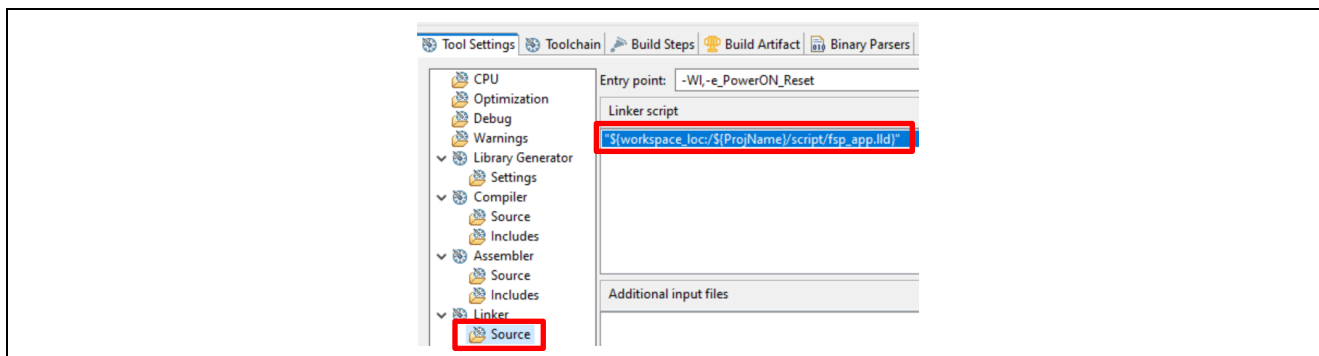 Tool Settings Toolchain Build Steps Build Artifact Binary Parsers
CPU
Optimization
Debug
Warnings
Library Generator
Settings
Compiler
Source
Includes
Assembler
Source
Includes
Linker
Source
Entry point: -Wl,-e_PowerON_Reset
Linker script
"${workspace_loc:/${ProjName}/script/fsp_app.lld}"
Additional input files